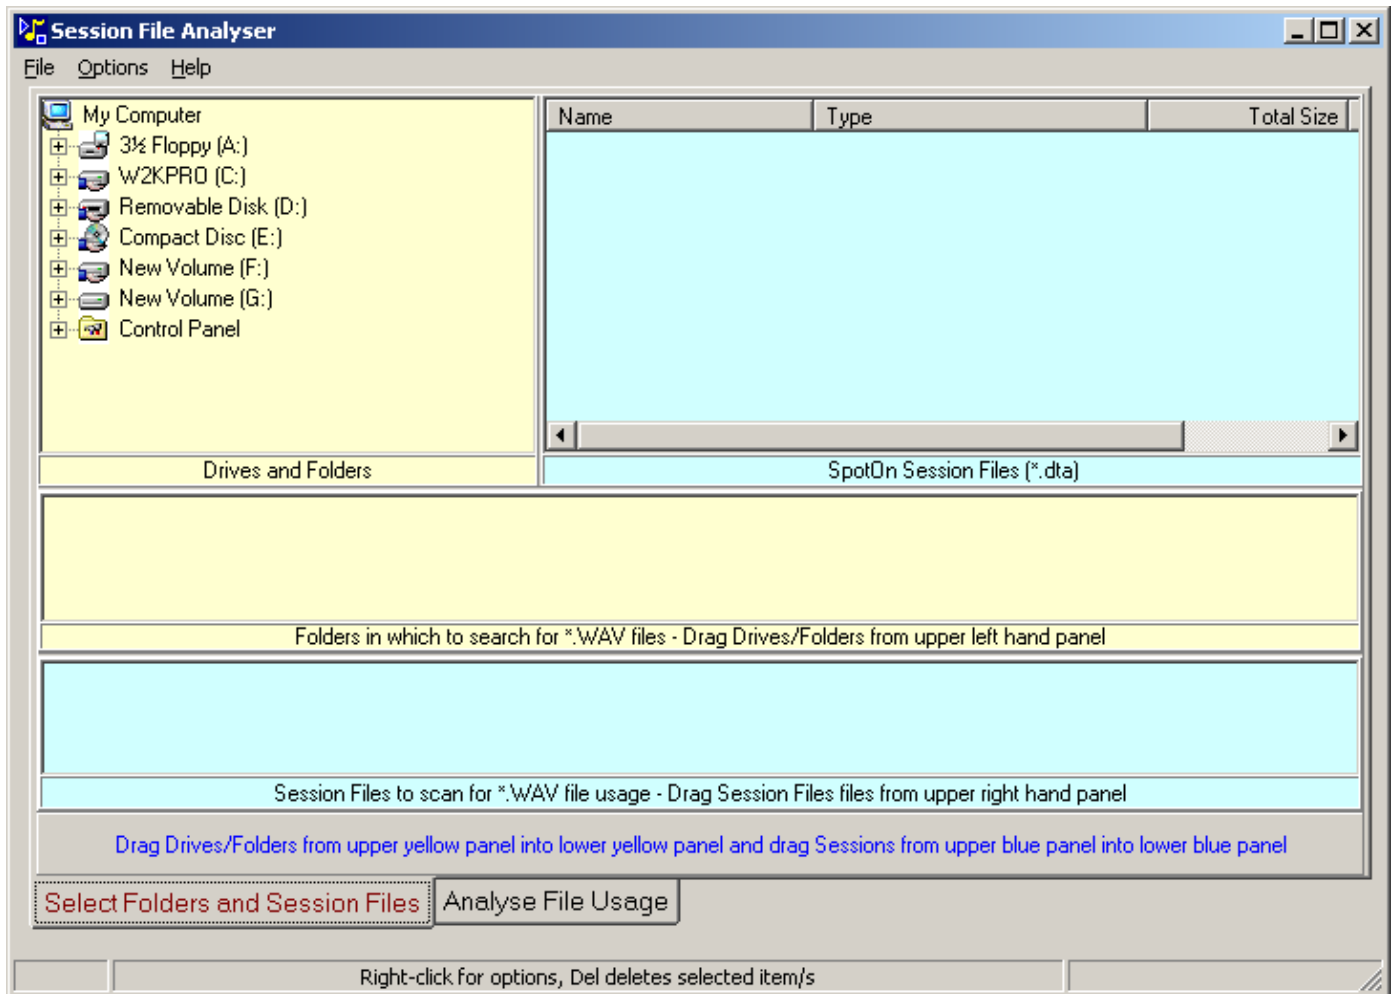 Session File Analyser
File Options Help
My Computer
3½ Floppy (A:)
W2KPRO (C:)
Removable Disk (D:)
Compact Disc (E:)
New Volume (F:)
New Volume (G:)
Control Panel
Drives and Folders
Name Type Total Size
SpotOn Session Files (*.dta)
Folders in which to search for *.WAV files - Drag Drives/Folders from upper left hand panel
Session Files to scan for *.WAV file usage - Drag Session Files files from upper right hand panel
Drag Drives/Folders from upper yellow panel into lower yellow panel and drag Sessions from upper blue panel into lower blue panel
Select Folders and Session Files Analyse File Usage
Right-click for options, Del deletes selected item/s